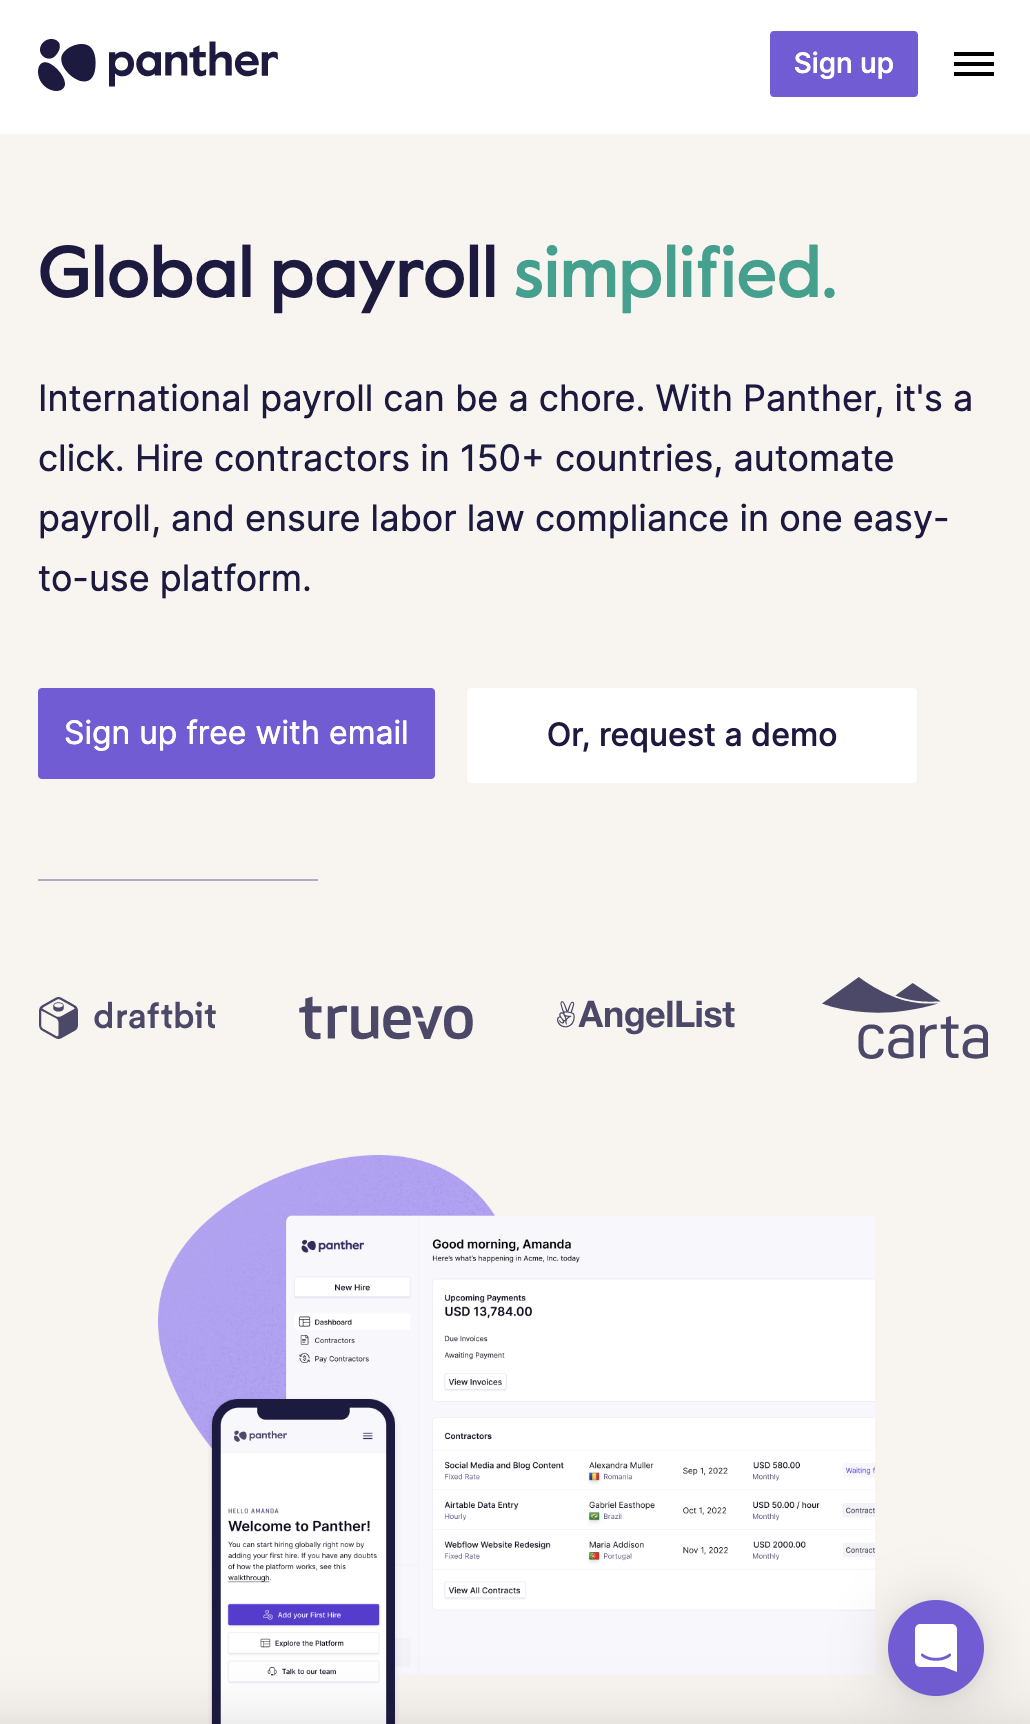 panther
Sign up
Global payroll simplified.
International payroll can be a chore. With Panther, it's a
click. Hire contractors in 150+ countries, automate
payroll, and ensure labor law compliance in one easy-
to-use platform.
Sign up free with email
Or, request a demo
draftbit
truevo
AngelList
carta
panther
New Hire
Dashboard
Contractors
Pay Contractors
Good morning, Amanda
Here's what's happening in Acme, Inc. today
Upcoming Payments
USD 13,784.00
Due Invoices
Awaiting Payment
View Invoices
Contractors
Social Media and Blog Content
Fixed Rate
Alexandra Muller
Romania
Sep 1, 2022
USD 580.00
Monthly
Waiting f
Airtable Data Entry
Hourly
Gabriel Easthope
Brazil
Oct 1, 2022
USD 50.00 / hour
Monthly
Contract
Webflow Website Redesign
Fixed Rate
Maria Addison
Portugal
Nov 1, 2022
USD 2000.00
Monthly
Contract
View All Contracts
panther
HELLO AMANDA
Welcome to Panther!
You can start hiring globally right now by
adding your first hire. If you have any doubts
of how the platform works, see this
walkthrough.
Add your First Hire
Explore the Platform
Talk to our team